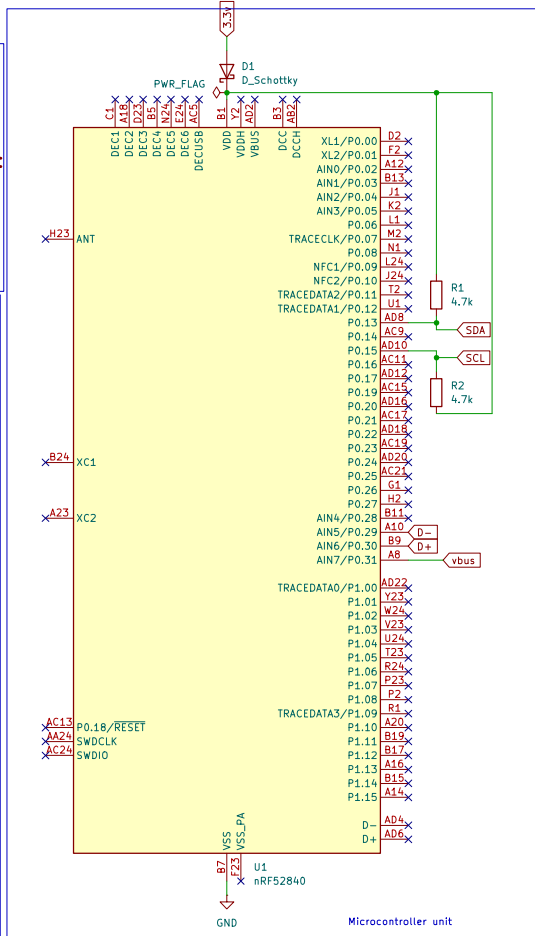 3.3v
D1
D_Schottky
PWR_FLAG
C1 A18 D23 B5 N24 E24 AC5 B1 Y2 AD2 B3 AB2
DEC1 DEC2 DEC3 DEC4 DEC5 DEC6 DECUSB VDD VDDH VBUS DCC DCCH
XL1/P0.00 D2
XL2/P0.01 F2
AIN0/P0.02 A12
AIN1/P0.03 B13
AIN2/P0.04 J1
AIN3/P0.05 K2
P0.06 L1
H23 ANT TRACECLK/P0.07 M2
P0.08 N1
NFC1/P0.09 L24
NFC2/P0.10 J24
TRACEDATA2/P0.11 T2
TRACEDATA1/P0.12 U1
R1
4.7k
P0.13 AD8
SDA
P0.14 AC9
P0.15 AD10
SCL
P0.16 AC11
P0.17 AD12
P0.19 AC15
R2
4.7k
P0.20 AD16
P0.21 AC17
P0.22 AD18
P0.23 AC19
B24 XC1 P0.24 AD20
P0.25 AC21
P0.26 G1
P0.27 H2
A23 XC2 AIN4/P0.28 B11
AIN5/P0.29 A10 D-
AIN6/P0.30 B9 D+
AIN7/P0.31 A8 vbus
TRACEDATA0/P1.00 AD22
P1.01 Y23
P1.02 W24
P1.03 V23
P1.04 U24
P1.05 T23
P1.06 R24
P1.07 P23
P1.08 P2
TRACEDATA3/P1.09 R1
AC13 P0.18/RESET P1.10 A20
AA24 SWDCLK P1.11 B19
AC24 SWDIO P1.12 B17
P1.13 A16
P1.14 B15
P1.15 A14
D- AD4
D+ AD6
VSS VSS_PA
B7 F23
U1
nRF52840
GND
Microcontroller unit